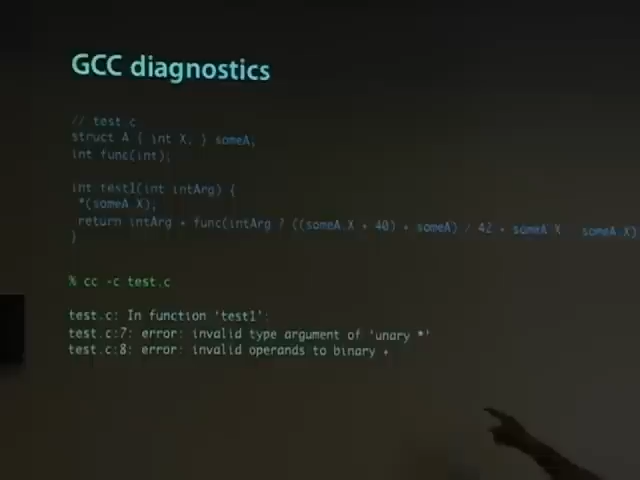 GCC diagnostics
// test.c
struct A { int X; } someA;
int func(int);
int test1(int intArg) {
*(someA.X);
return intArg + func(intArg ? ((someA.X + 40) + someA) / 42 + someA.X someA.X)
}
% cc -c test.c
test.c: In function 'test1':
test.c:7: error: invalid type argument of 'unary *'
test.c:8: error: invalid operands to binary +